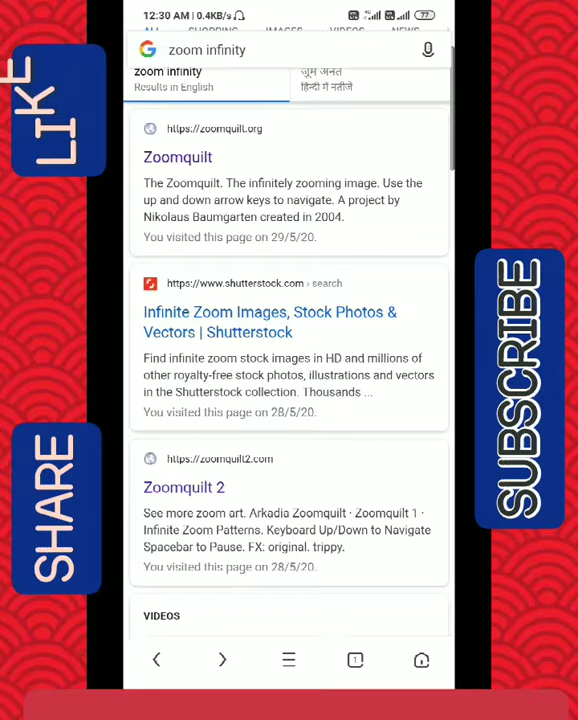 12:30 AM | 0.4KB/s
77
ALL SHOPPING IMAGES VIDEOS NEWS
zoom infinity
zoom infinity
Results in English
ज़ूम अनंत
हिन्दी में नतीजे
https://zoomquilt.org
Zoomquilt
The Zoomquilt. The infinitely zooming image. Use the
up and down arrow keys to navigate. A project by
Nikolaus Baumgarten created in 2004.
You visited this page on 29/5/20.
https://www.shutterstock.com › search
Infinite Zoom Images, Stock Photos &
Vectors | Shutterstock
Find infinite zoom stock images in HD and millions of
other royalty-free stock photos, illustrations and vectors
in the Shutterstock collection. Thousands ...
You visited this page on 28/5/20.
https://zoomquilt2.com
Zoomquilt 2
See more zoom art. Arkadia Zoomquilt · Zoomquilt 1 ·
Infinite Zoom Patterns. Keyboard Up/Down to Navigate
Spacebar to Pause. FX: original. trippy.
You visited this page on 28/5/20.
VIDEOS
1
LIKE
SHARE
SUBSCRIBE